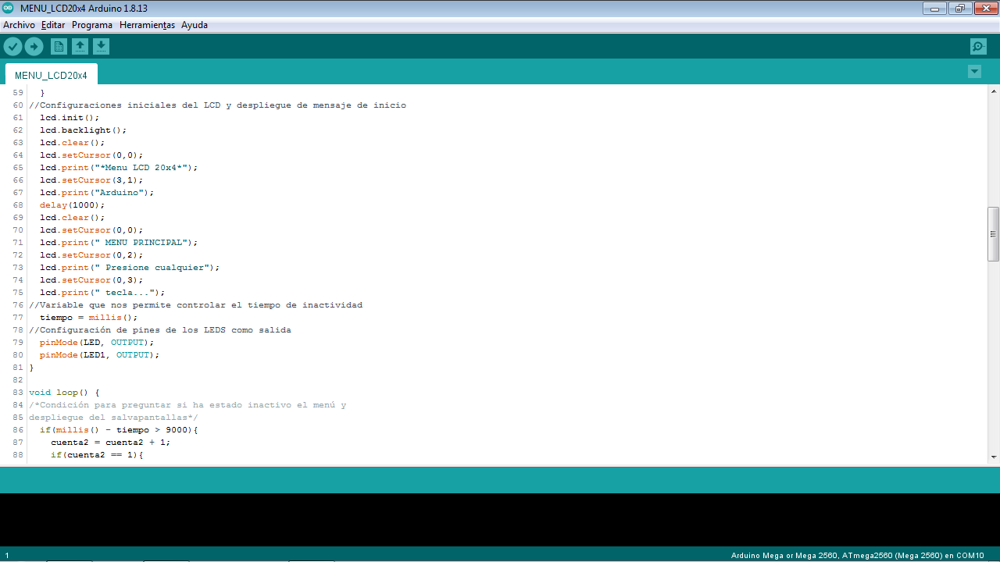 MENU_LCD20x4 Arduino 1.8.13
Archivo Editar Programa Herramientas Ayuda
MENU_LCD20x4
59   }
60 //Configuraciones iniciales del LCD y despliegue de mensaje de inicio
61   lcd.init();
62   lcd.backlight();
63   lcd.clear();
64   lcd.setCursor(0,0);
65   lcd.print("*Menu LCD 20x4*");
66   lcd.setCursor(3,1);
67   lcd.print("Arduino");
68   delay(1000);
69   lcd.clear();
70   lcd.setCursor(0,0);
71   lcd.print(" MENU PRINCIPAL");
72   lcd.setCursor(0,2);
73   lcd.print(" Presione cualquier");
74   lcd.setCursor(0,3);
75   lcd.print(" tecla...");
76 //Variable que nos permite controlar el tiempo de inactividad
77   tiempo = millis();
78 //Configuración de pines de los LEDS como salida
79   pinMode(LED, OUTPUT);
80   pinMode(LED1, OUTPUT);
81 }
82
83 void loop() {
84 /*Condición para preguntar si ha estado inactivo el menú y
85 despliegue del salvapantallas*/
86   if(millis() - tiempo > 9000){
87     cuenta2 = cuenta2 + 1;
88     if(cuenta2 == 1){
1
Arduino Mega or Mega 2560, ATmega2560 (Mega 2560) en COM10